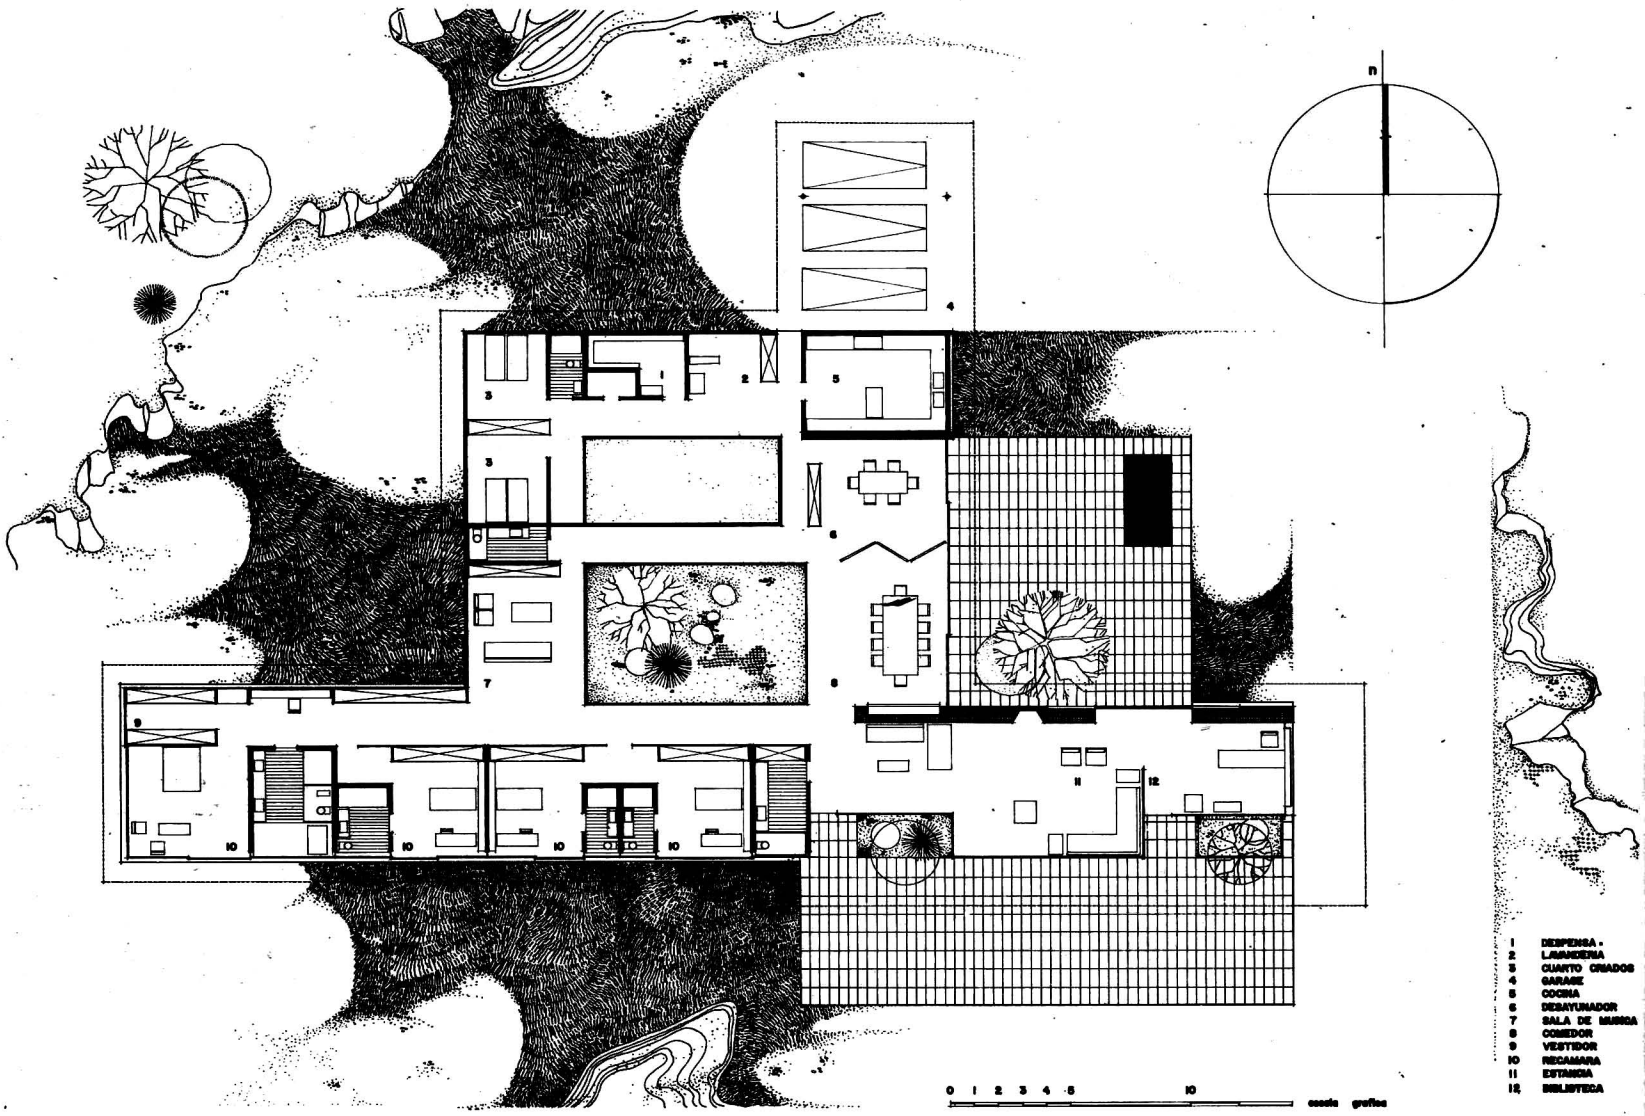 n
4
3
1
2
5
3
6
7
8
9
10
10
10
10
11
12
1 DESPENSA
2 LAVANDERIA
3 CUARTO CRIADOS
4 GARAGE
5 COCINA
6 DESAYUNADOR
7 SALA DE MUSICA
8 COMEDOR
9 VESTIDOR
10 RECAMARA
11 ESTANCIA
12 BIBLIOTECA
0 1 2 3 4 5 10 escala grafica